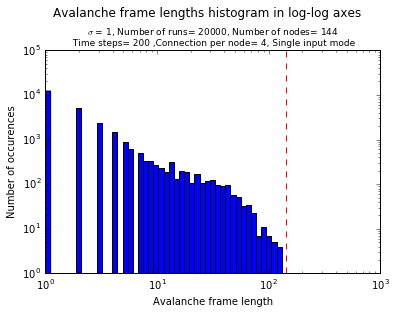 Avalanche frame lengths histogram in log-log axes
σ = 1, Number of runs= 20000, Number of nodes= 144
Time steps= 200 ,Connection per node= 4, Single input mode
10^5
10^4
10^3
10^2
10^1
10^0
Number of occurences
10^0 10^1 10^2 10^3
Avalanche frame length